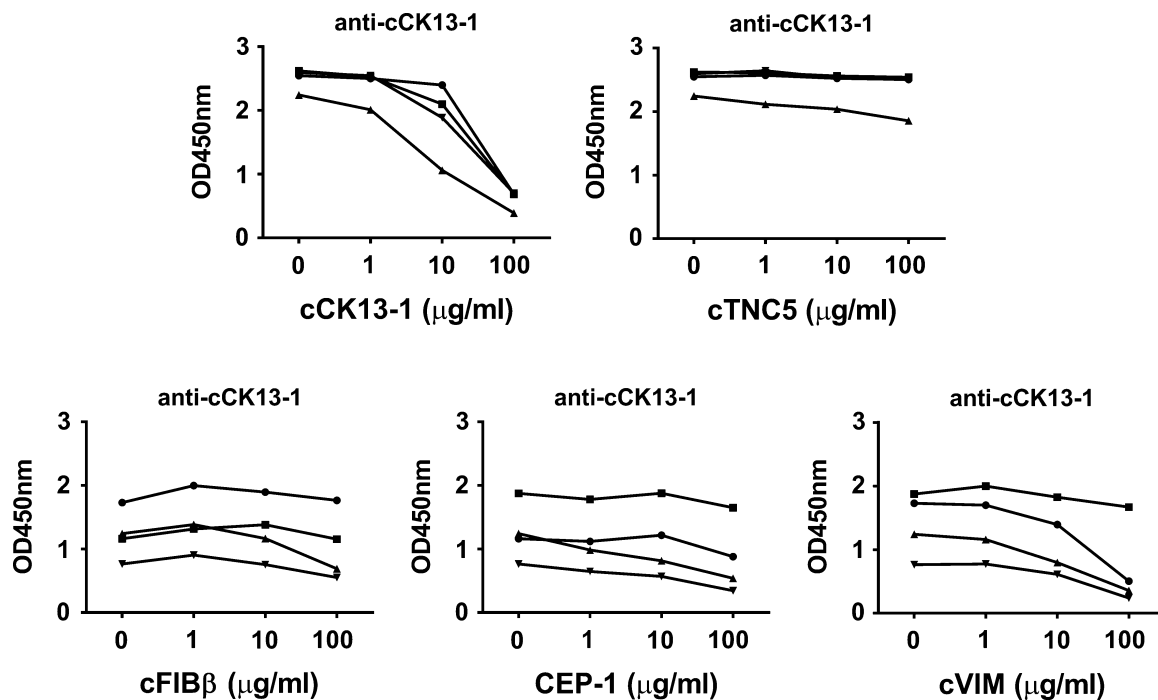 anti-cCK13-1
3
2
1
0
OD450nm
0 1 10 100
cCK13-1 (μg/ml)
anti-cCK13-1
3
2
1
0
OD450nm
0 1 10 100
cTNC5 (μg/ml)
anti-cCK13-1
3
2
1
0
OD450nm
0 1 10 100
cFIBβ (μg/ml)
anti-cCK13-1
3
2
1
0
OD450nm
0 1 10 100
CEP-1 (μg/ml)
anti-cCK13-1
3
2
1
0
OD450nm
0 1 10 100
cVIM (μg/ml)